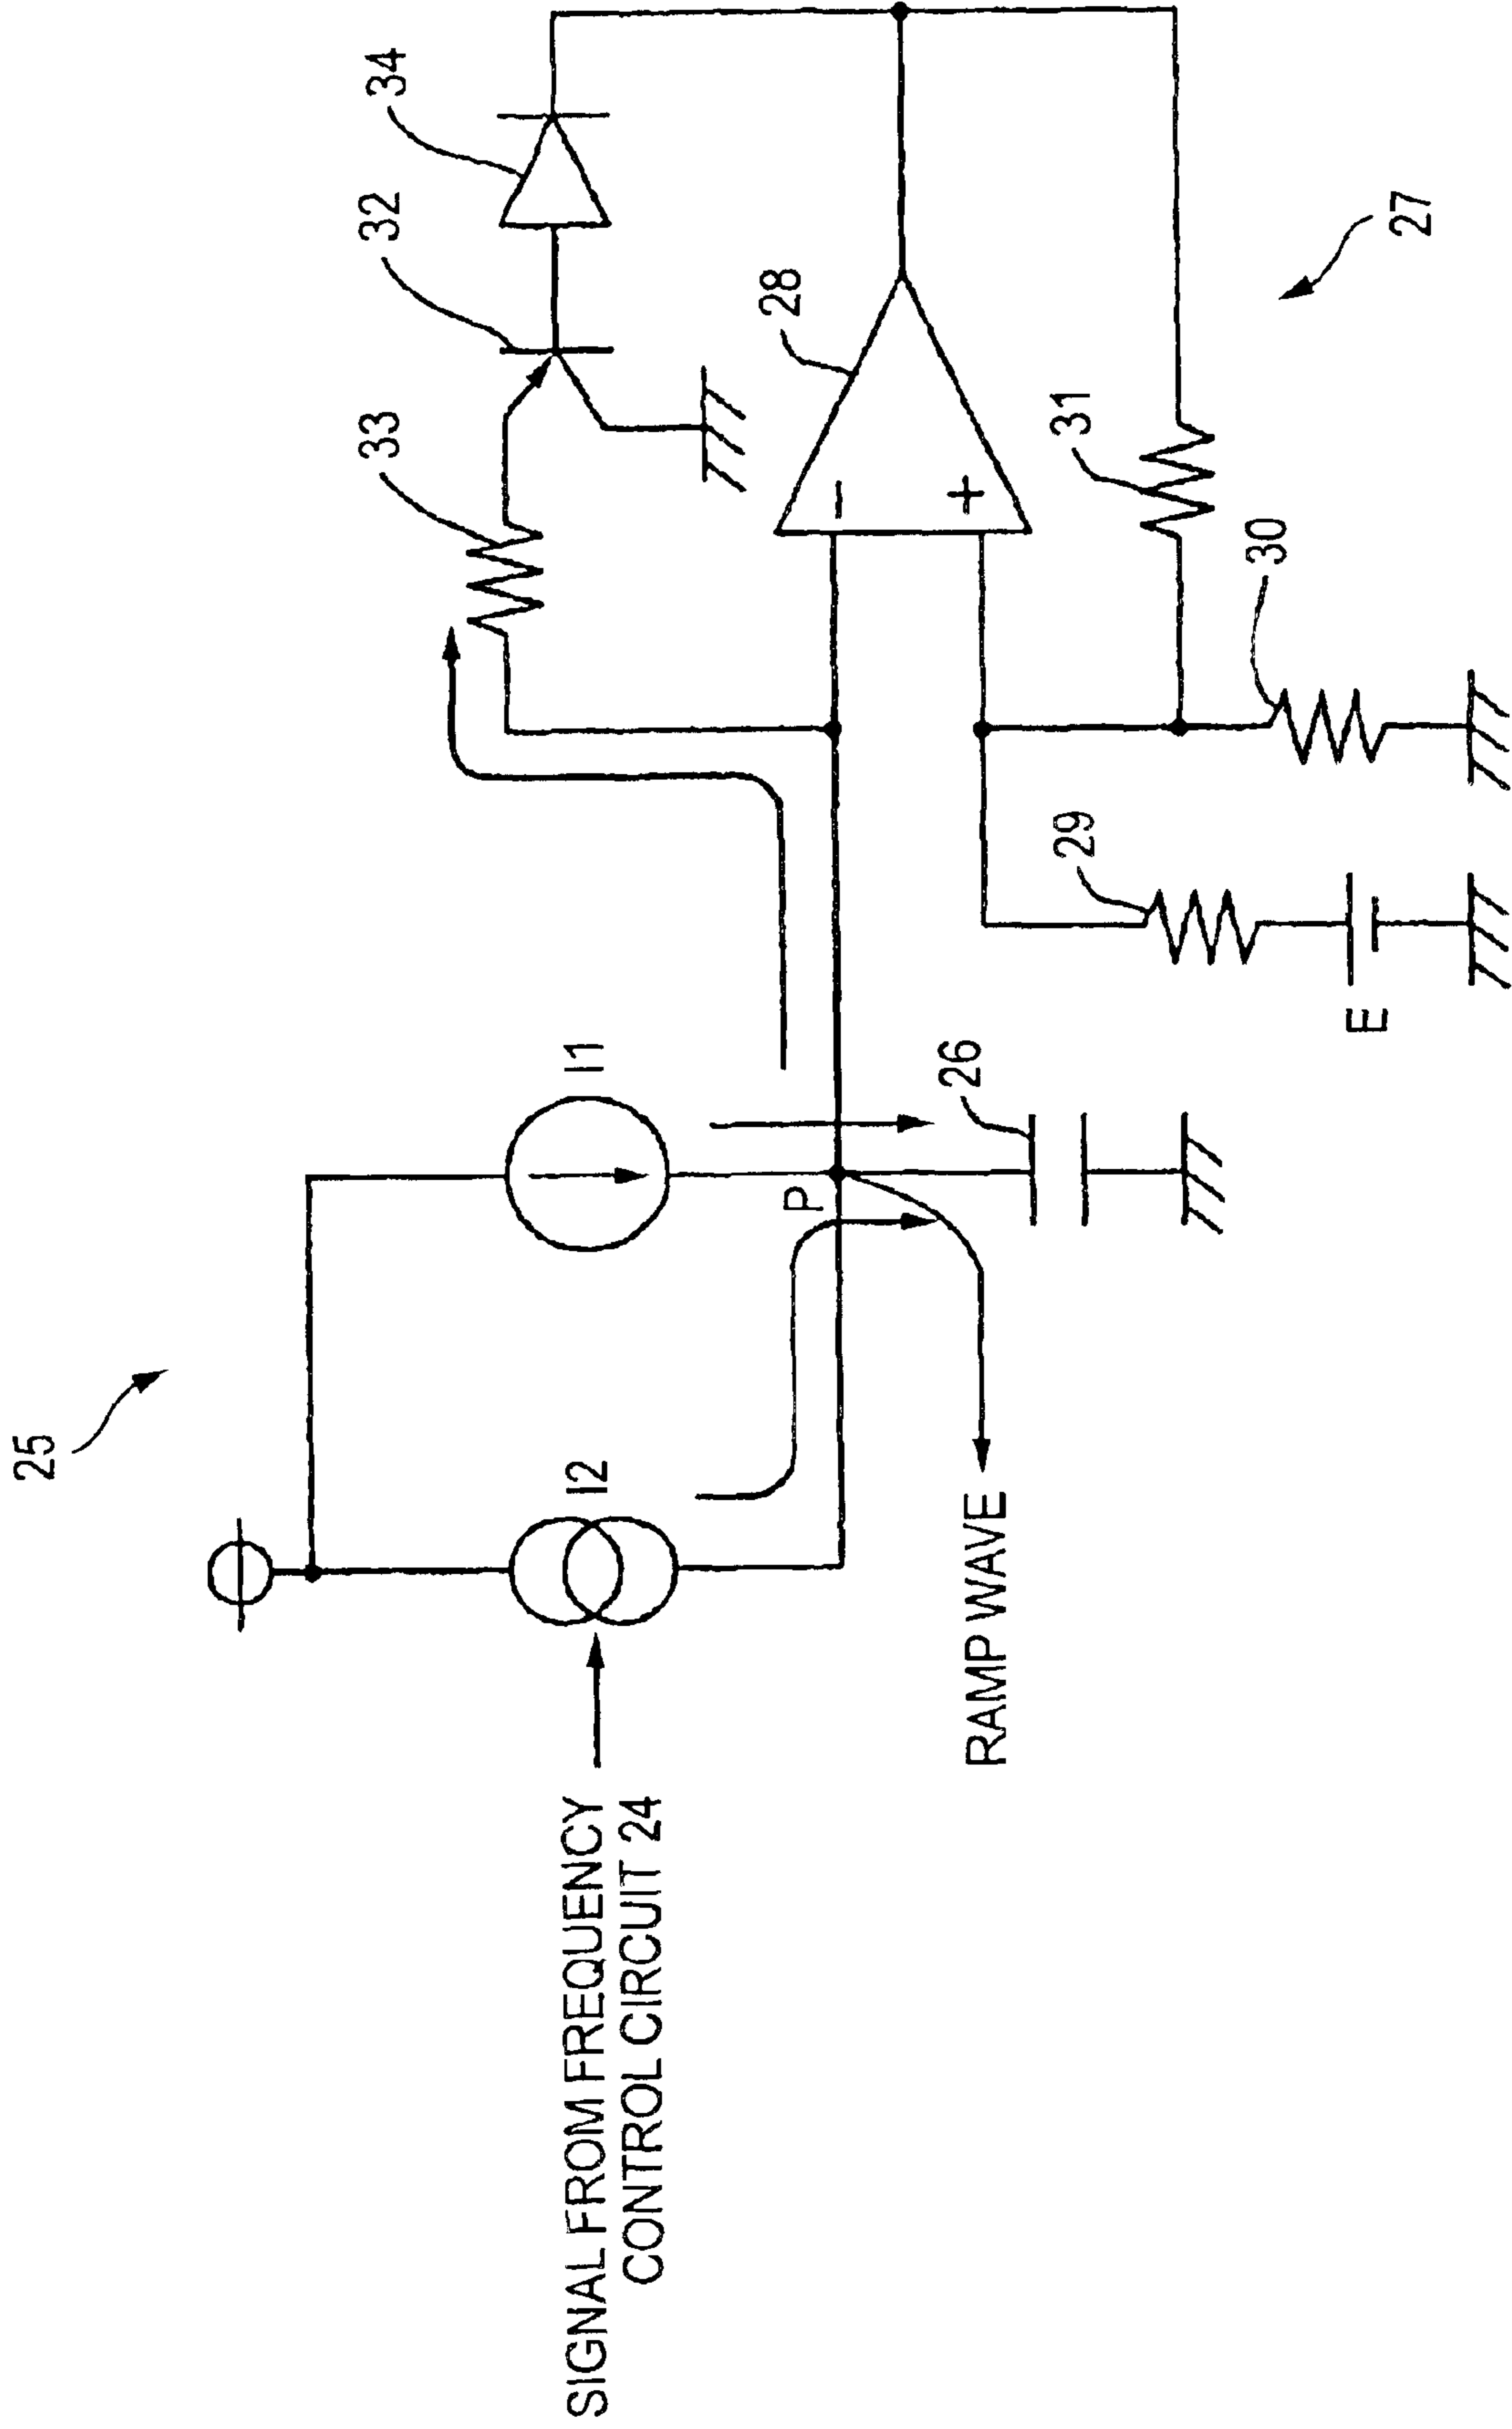 25
SIGNAL FROM FREQUENCY
CONTROL CIRCUIT 24
I2
I1
P
RAMP WAVE
26
33
32
34
28
−
+
31
30
29
E
27